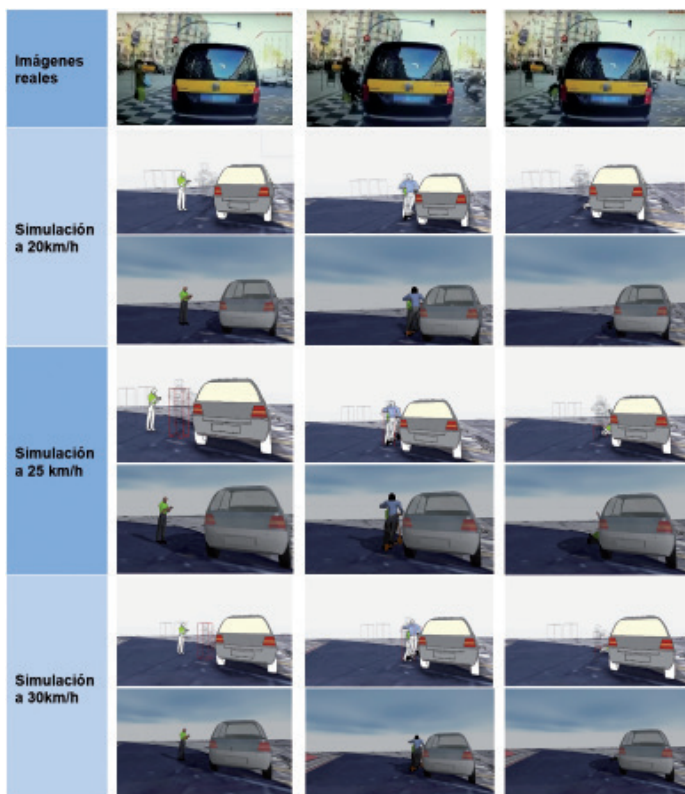 Imágenes
reales
Simulación
a 20km/h
Simulación
a 25 km/h
Simulación
a 30km/h